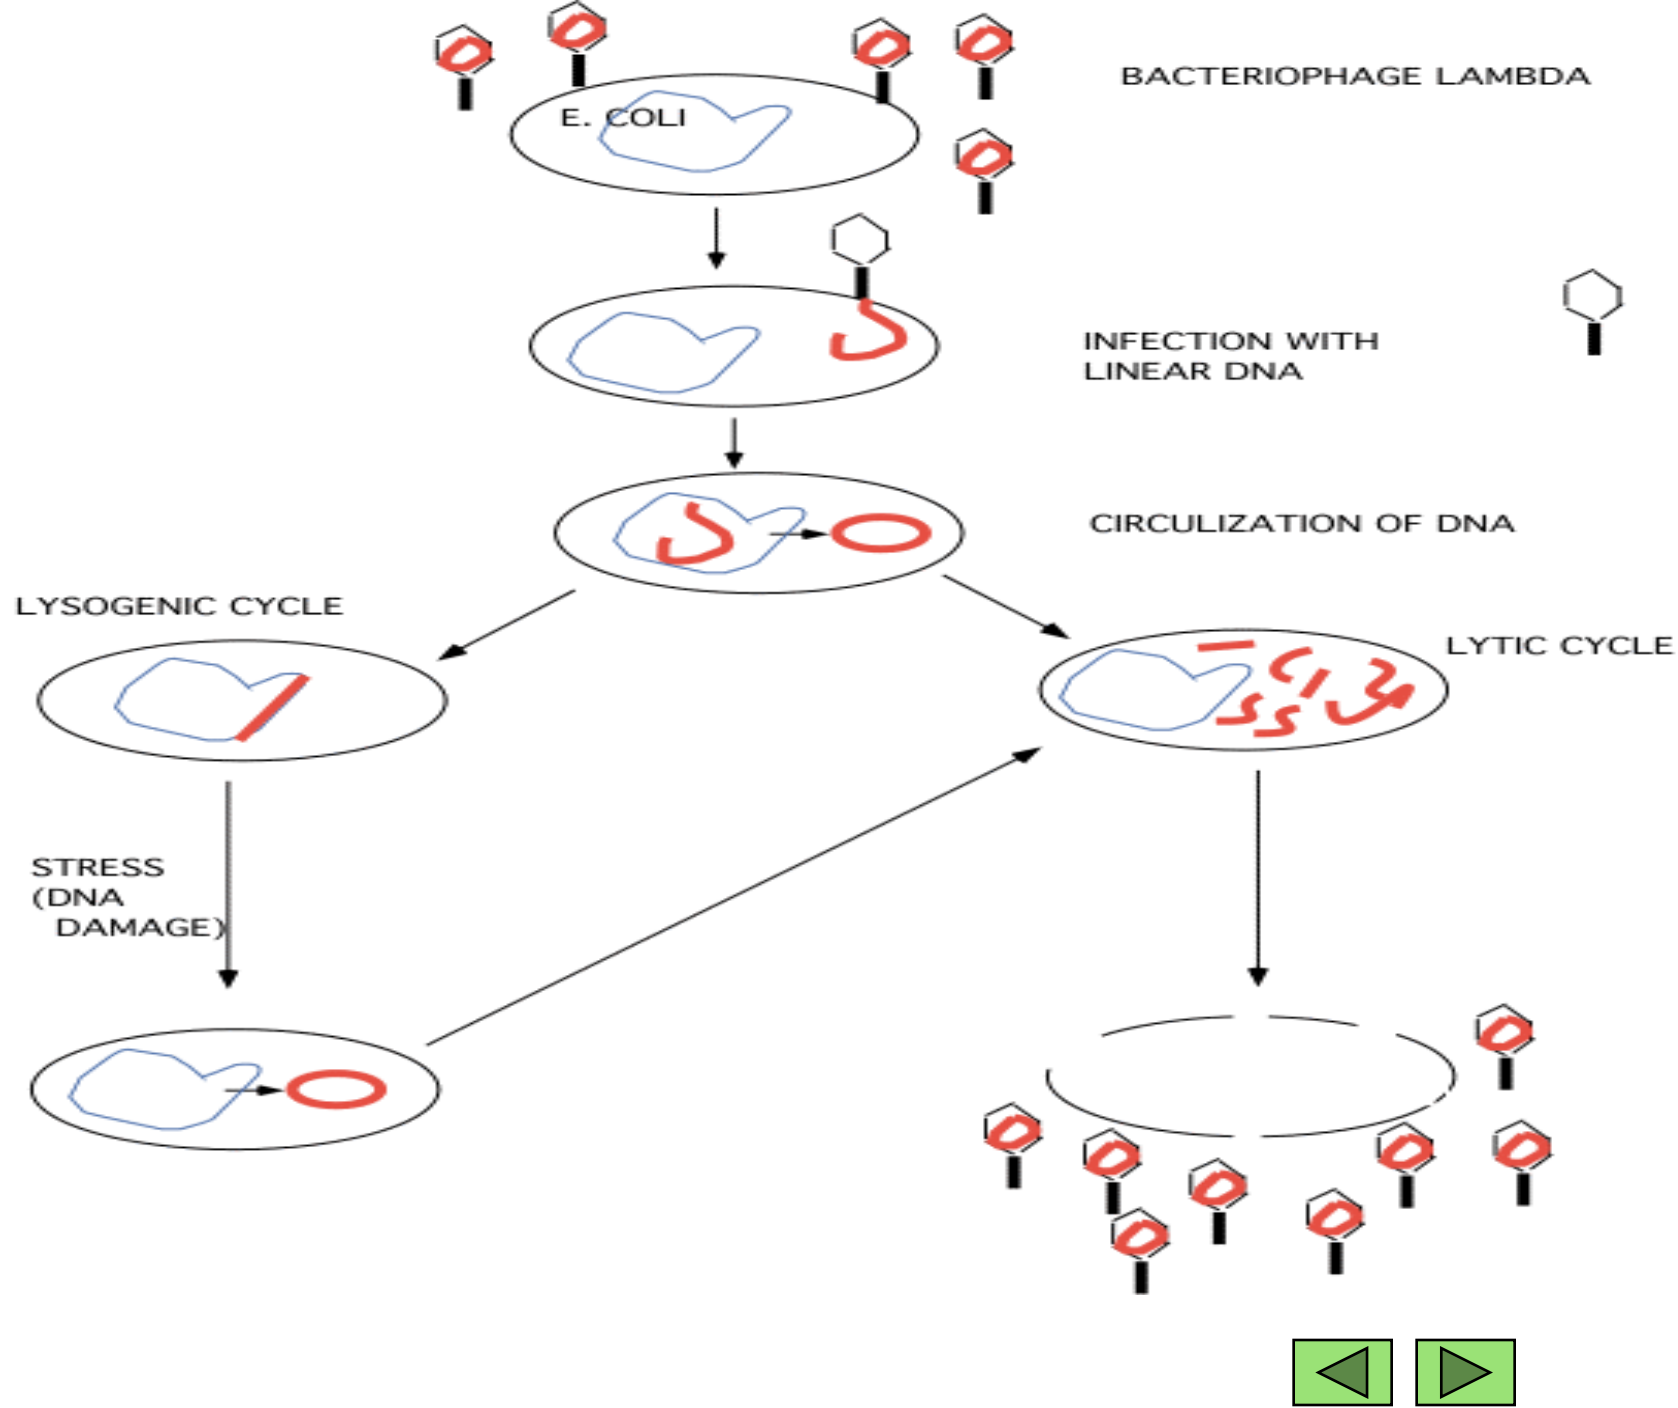 BACTERIOPHAGE LAMBDA
E. COLI
INFECTION WITH
LINEAR DNA
CIRCULIZATION OF DNA
LYSOGENIC CYCLE
LYTIC CYCLE
STRESS
(DNA
DAMAGE)